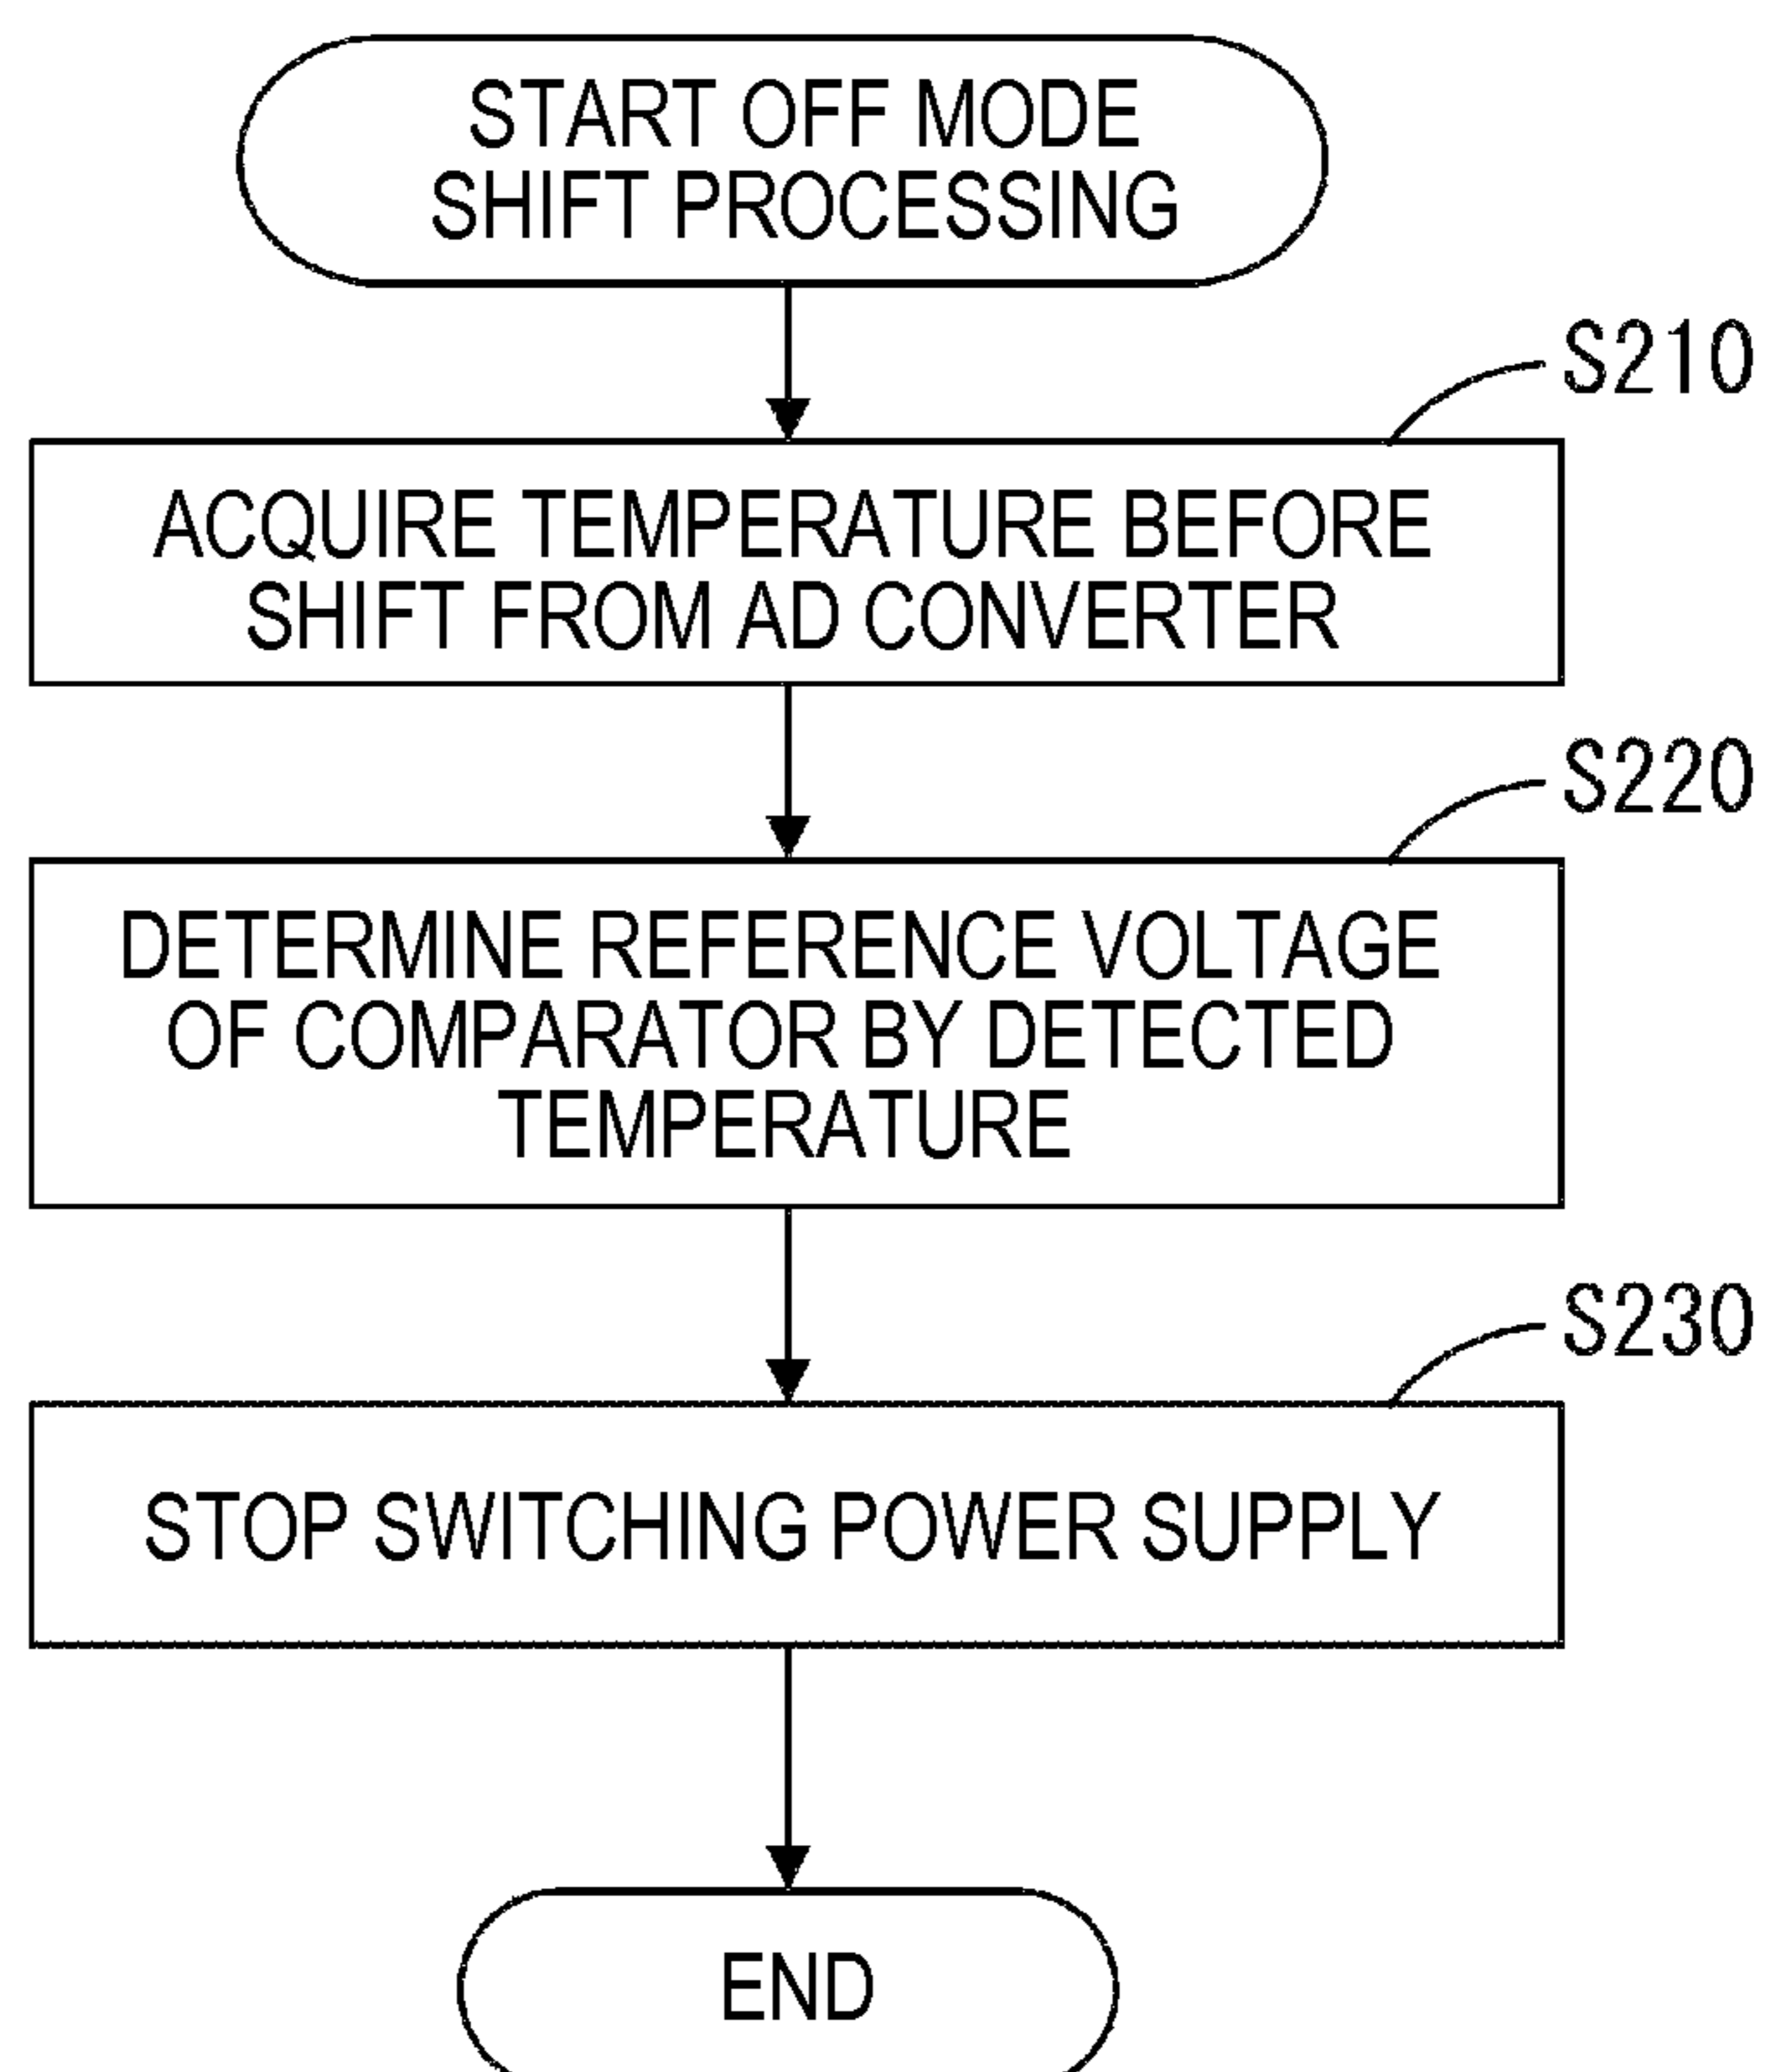 START OFF MODE
SHIFT PROCESSING
S210
ACQUIRE TEMPERATURE BEFORE
SHIFT FROM AD CONVERTER
S220
DETERMINE REFERENCE VOLTAGE
OF COMPARATOR BY DETECTED
TEMPERATURE
S230
STOP SWITCHING POWER SUPPLY
END